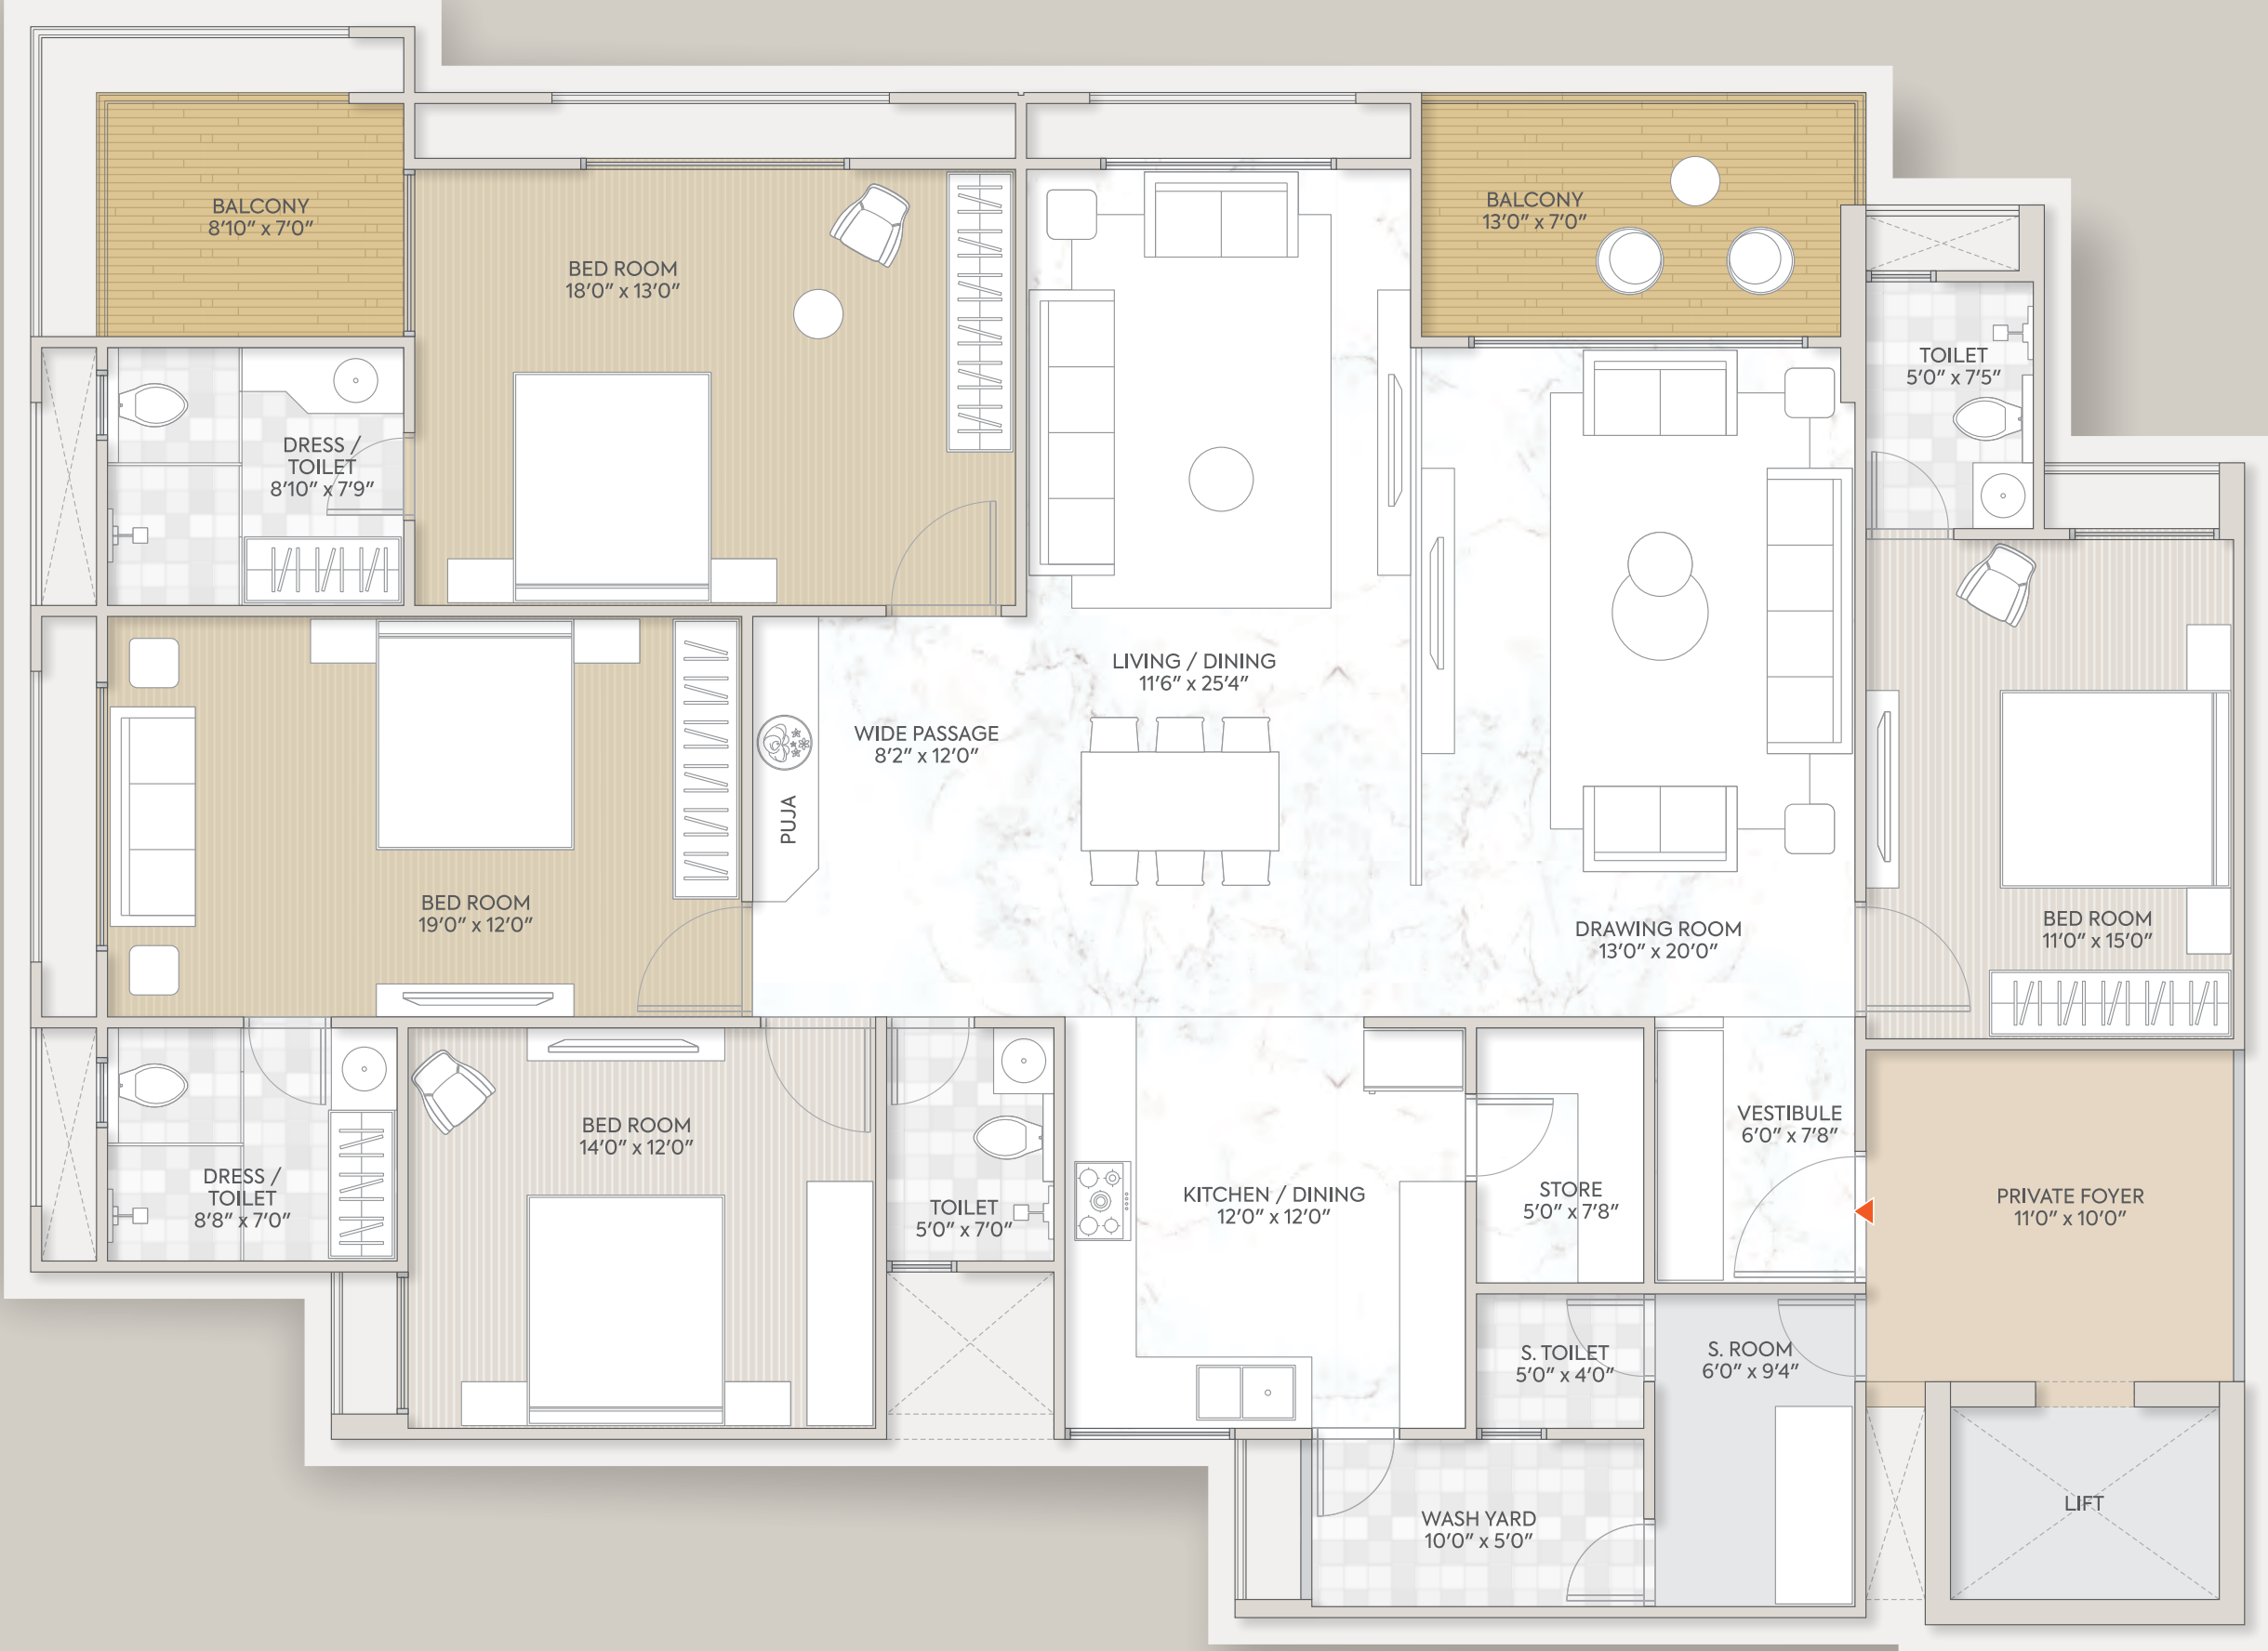 BALCONY
8'10" x 7'0"
BED ROOM
18'0" x 13'0"
BALCONY
13'0" x 7'0"
TOILET
5'0" x 7'5"
DRESS /
TOILET
8'10" x 7'9"
LIVING / DINING
11'6" x 25'4"
WIDE PASSAGE
8'2" x 12'0"
PUJA
BED ROOM
19'0" x 12'0"
DRAWING ROOM
13'0" x 20'0"
BED ROOM
11'0" x 15'0"
BED ROOM
14'0" x 12'0"
VESTIBULE
6'0" x 7'8"
DRESS /
TOILET
8'8" x 7'0"
TOILET
5'0" x 7'0"
KITCHEN / DINING
12'0" x 12'0"
STORE
5'0" x 7'8"
PRIVATE FOYER
11'0" x 10'0"
S. TOILET
5'0" x 4'0"
S. ROOM
6'0" x 9'4"
WASH YARD
10'0" x 5'0"
LIFT